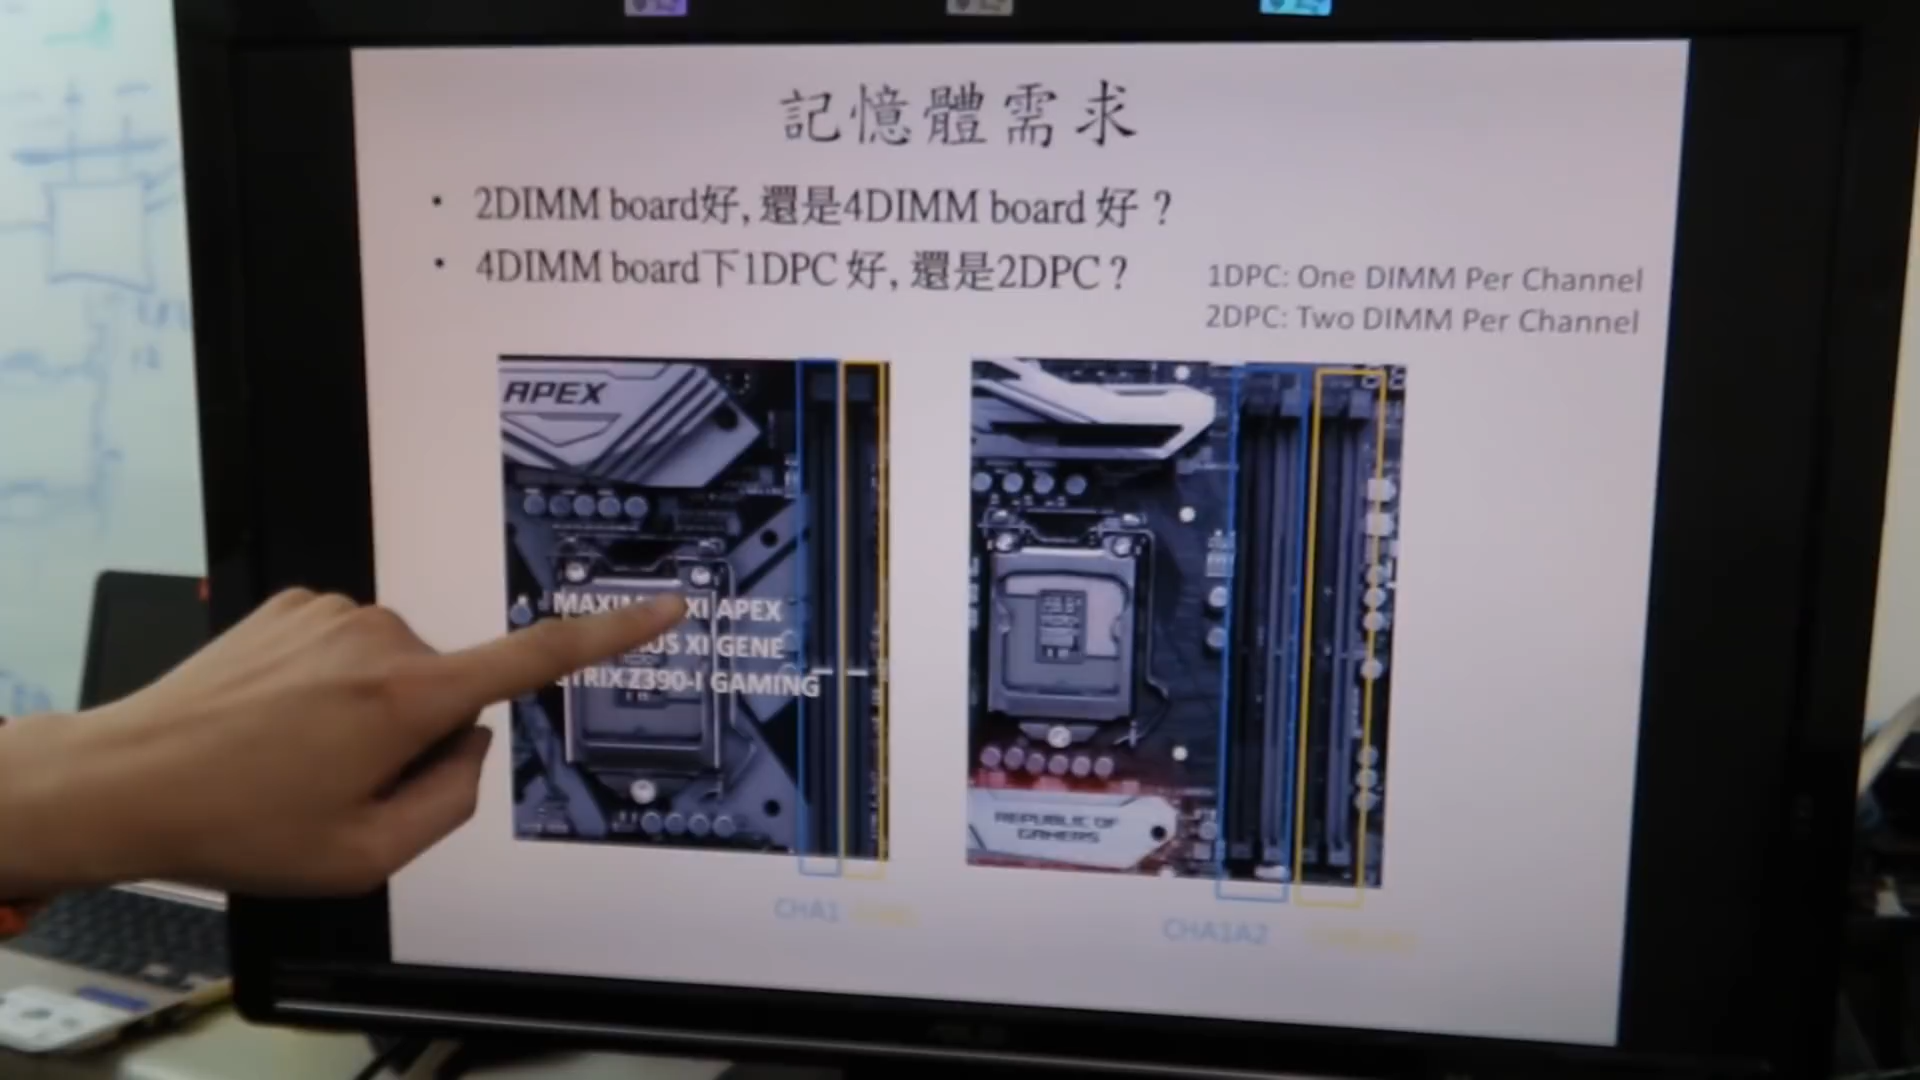 記憶體需求
• 2DIMM board好, 還是4DIMM board 好？
• 4DIMM board下1DPC 好, 還是2DPC？
1DPC: One DIMM Per Channel
2DPC: Two DIMM Per Channel
APEX
XI APEX
XI GENE
Z390-I GAMING
REPUBLIC OF
GAMERS
CHA1
CHA1A2